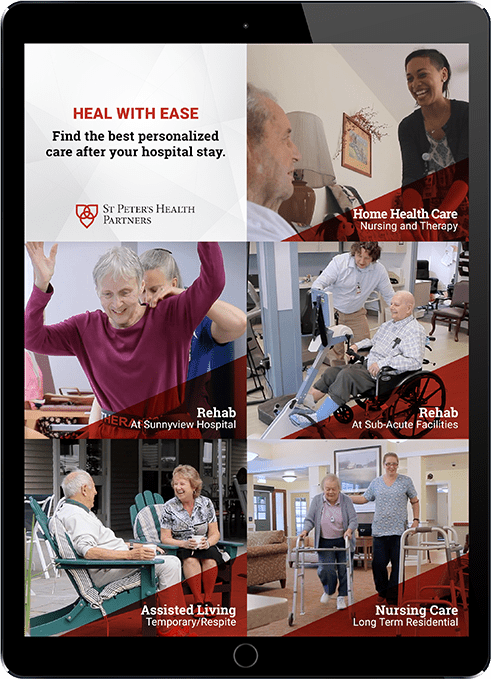 HEAL WITH EASE
Find the best personalized
care after your hospital stay.
ST PETER'S HEALTH
PARTNERS
Home Health Care
Nursing and Therapy
Rehab
At Sunnyview Hospital
Rehab
At Sub-Acute Facilities
Assisted Living
Temporary/Respite
Nursing Care
Long Term Residential